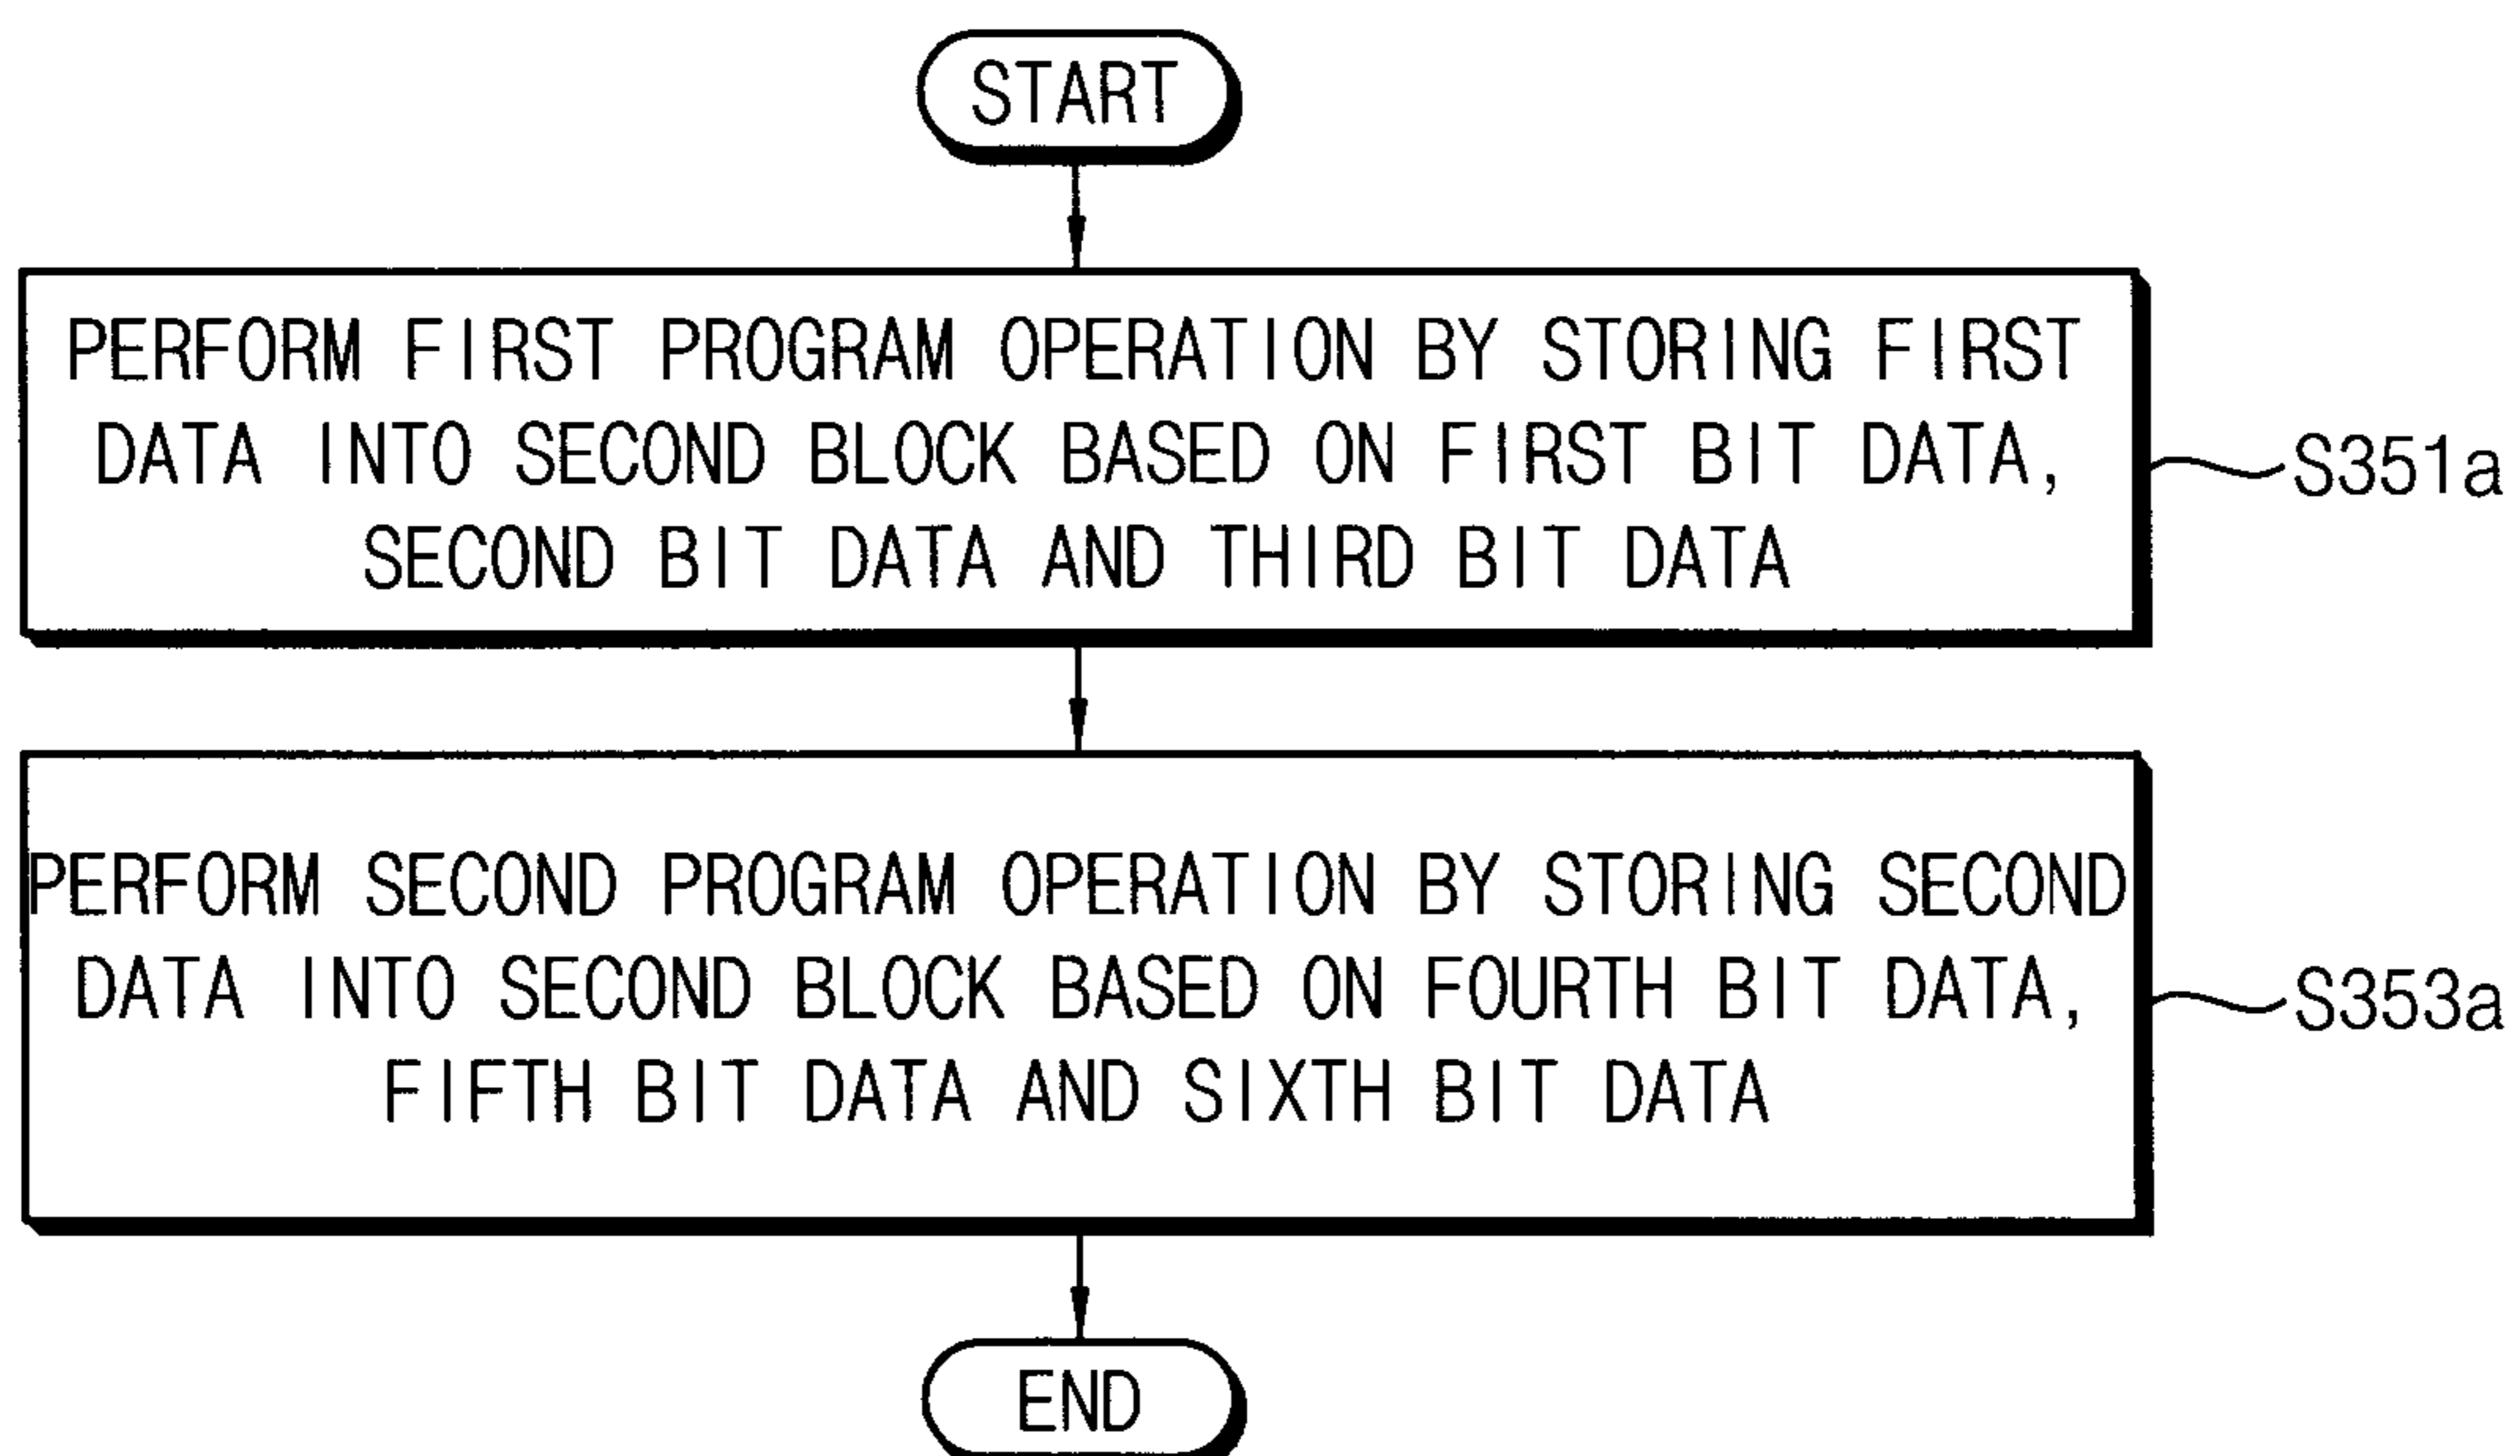 START
PERFORM FIRST PROGRAM OPERATION BY STORING FIRST
DATA INTO SECOND BLOCK BASED ON FIRST BIT DATA,
SECOND BIT DATA AND THIRD BIT DATA
S351a
PERFORM SECOND PROGRAM OPERATION BY STORING SECOND
DATA INTO SECOND BLOCK BASED ON FOURTH BIT DATA,
FIFTH BIT DATA AND SIXTH BIT DATA
S353a
END